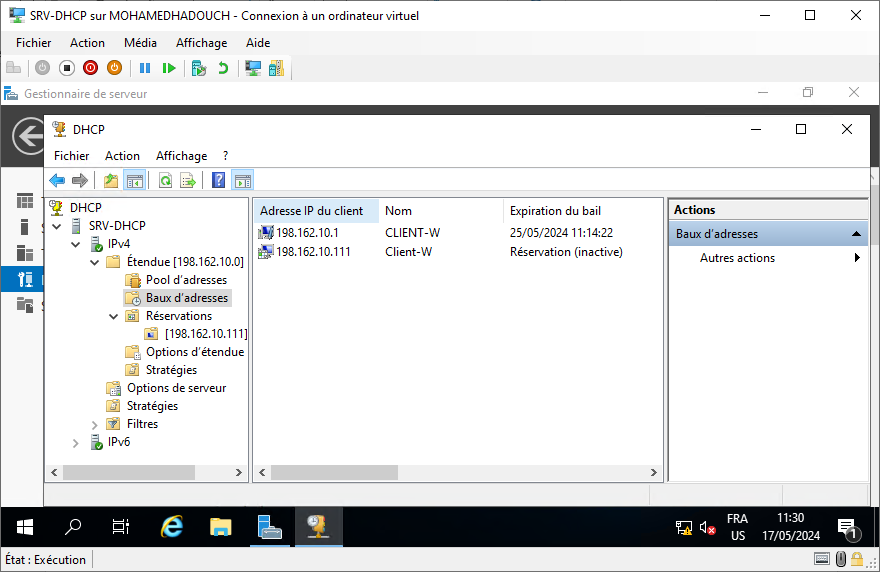 SRV-DHCP sur MOHAMEDHADOUCH - Connexion à un ordinateur virtuel
Fichier Action Média Affichage Aide
Gestionnaire de serveur
DHCP
Fichier Action Affichage ?
DHCP
SRV-DHCP
IPv4
Étendue [198.162.10.0]
Pool d'adresses
Baux d'adresses
Réservations
[198.162.10.111]
Options d'étendue
Stratégies
Options de serveur
Stratégies
Filtres
IPv6
Adresse IP du client Nom Expiration du bail
198.162.10.1 CLIENT-W 25/05/2024 11:14:22
198.162.10.111 Client-W Réservation (inactive)
Actions
Baux d'adresses
Autres actions
FRA
US
11:30
17/05/2024
1
État : Exécution